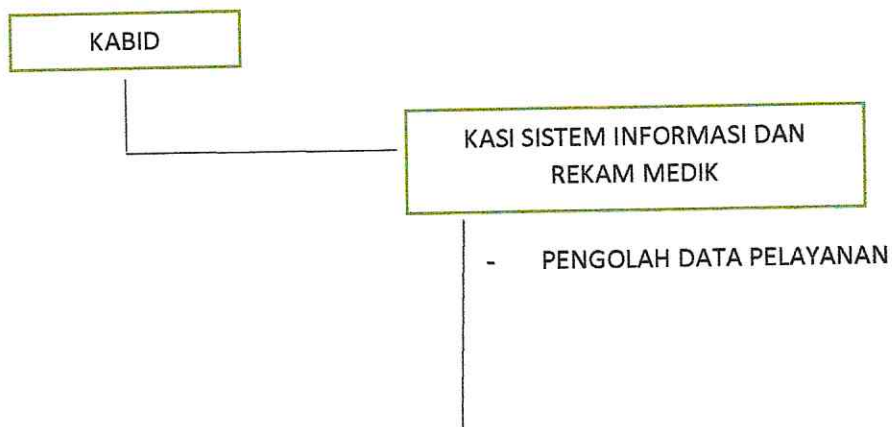 KABID
KASI SISTEM INFORMASI DAN
REKAM MEDIK
- PENGOLAH DATA PELAYANAN